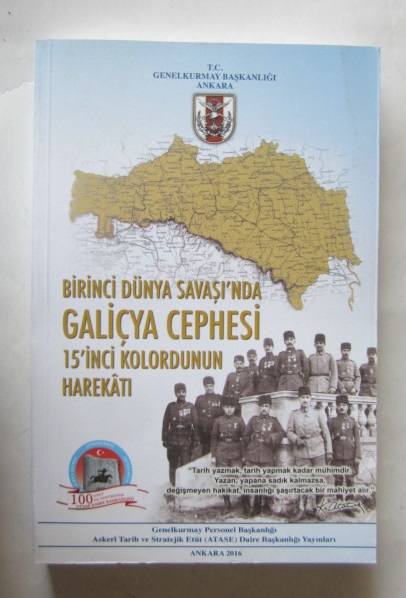 T.C.
GENELKURMAY BAŞKANLIĞI
ANKARA
BİRİNCİ DÜNYA SAVAŞI'NDA
GALİÇYA CEPHESİ
15'İNCİ KOLORDUNUN
HAREKÂTI
"Tarih yazmak, tarih yapmak kadar mühimdir.
Yazan, yapana sadık kalmazsa,
değişmeyen hakikat, insanlığı şaşırtacak bir mahiyet alır."
100
Genelkurmay Personel Başkanlığı
Askerî Tarih ve Stratejik Etüt (ATASE) Daire Başkanlığı Yayınları
ANKARA 2016